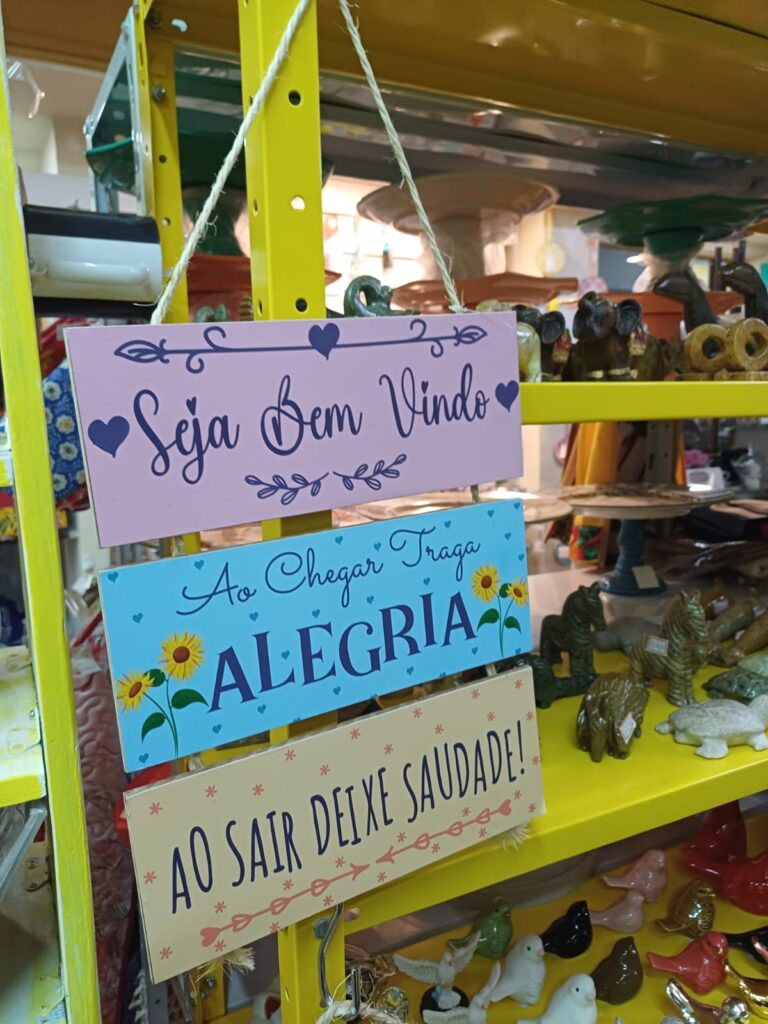 Seja Bem Vindo
Ao Chegar Traga
ALEGRIA
AO SAIR DEIXE SAUDADE!